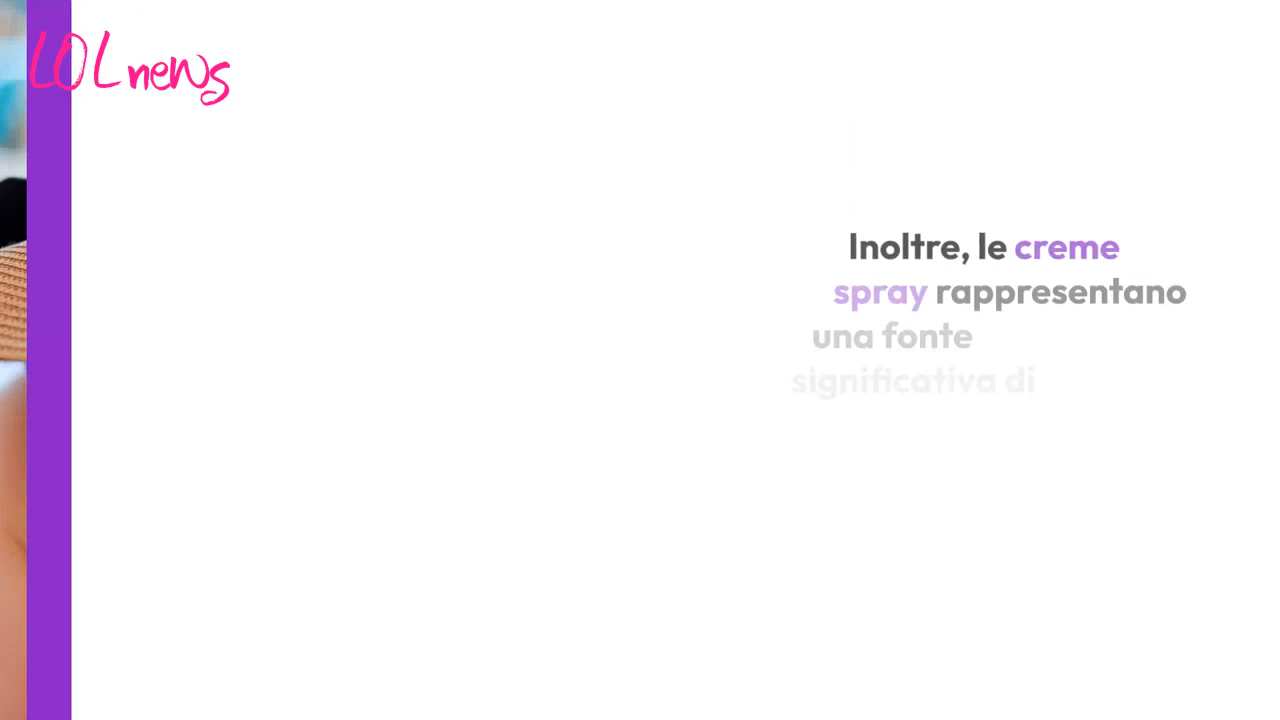 LOL news
Inoltre, le creme
spray rappresentano
una fonte
significativa di